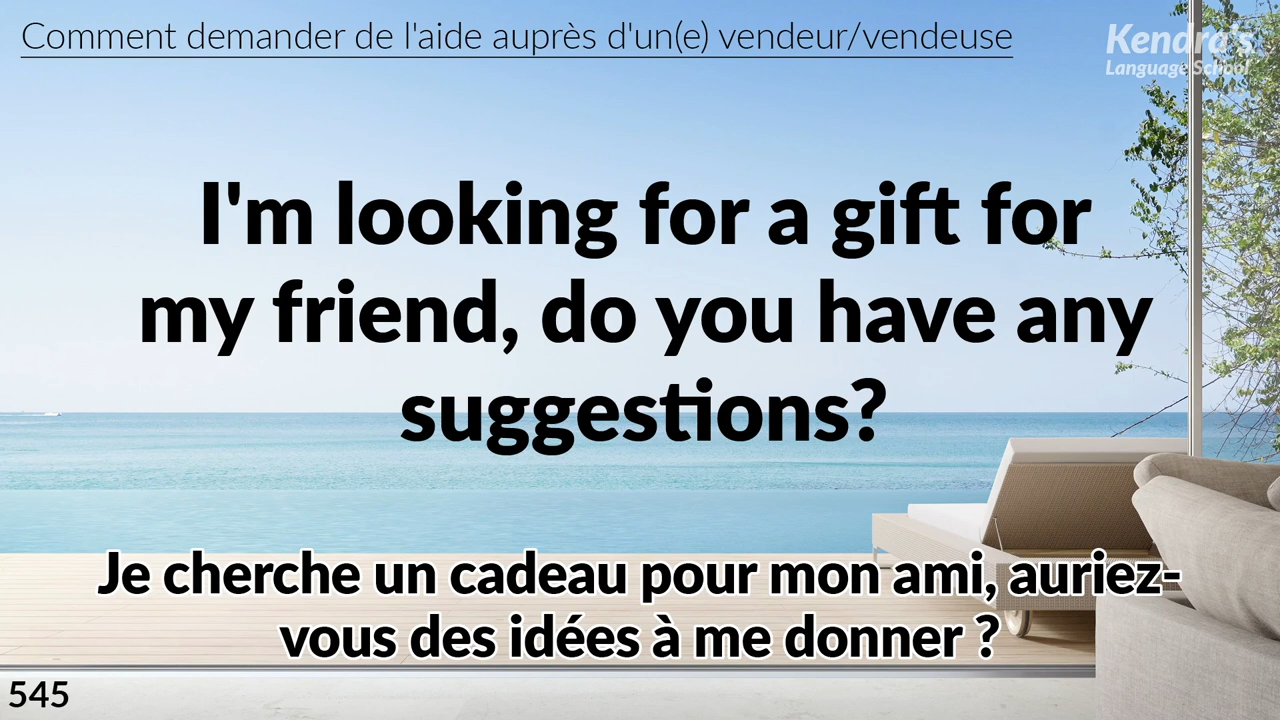 Comment demander de l'aide auprès d'un(e) vendeur/vendeuse
Kendra's
Language School
I'm looking for a gift for
my friend, do you have any
suggestions?
Je cherche un cadeau pour mon ami, auriez-
vous des idées à me donner ?
545